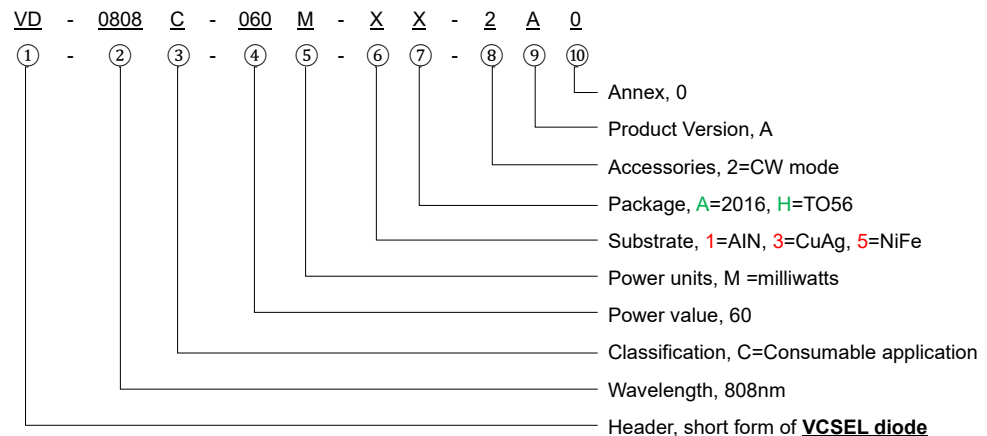 VD - 0808 C - 060 M - X X - 2 A 0
① - ② ③ - ④ ⑤ - ⑥ ⑦ - ⑧ ⑨ ⑩
Annex, 0
Product Version, A
Accessories, 2=CW mode
Package, A=2016, H=TO56
Substrate, 1=AlN, 3=CuAg, 5=NiFe
Power units, M =milliwatts
Power value, 60
Classification, C=Consumable application
Wavelength, 808nm
Header, short form of VCSEL diode